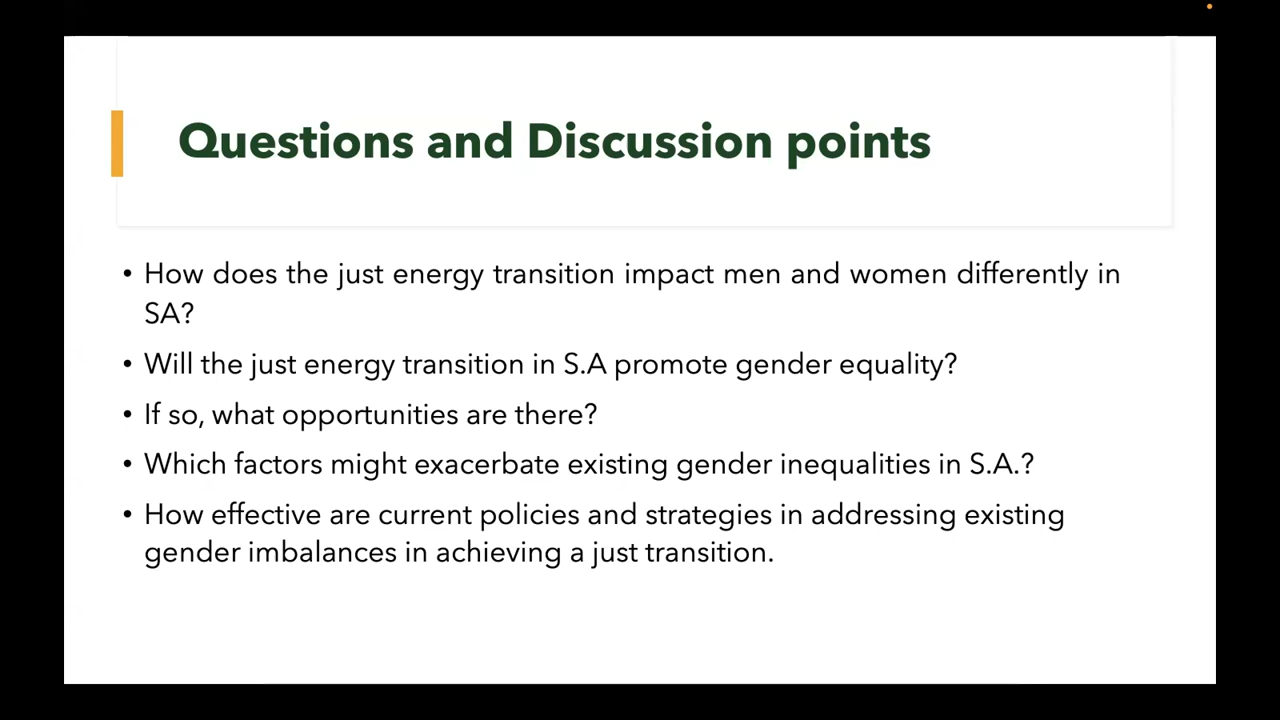 Questions and Discussion points
• How does the just energy transition impact men and women differently in
SA?
• Will the just energy transition in S.A promote gender equality?
• If so, what opportunities are there?
• Which factors might exacerbate existing gender inequalities in S.A.?
• How effective are current policies and strategies in addressing existing
gender imbalances in achieving a just transition.